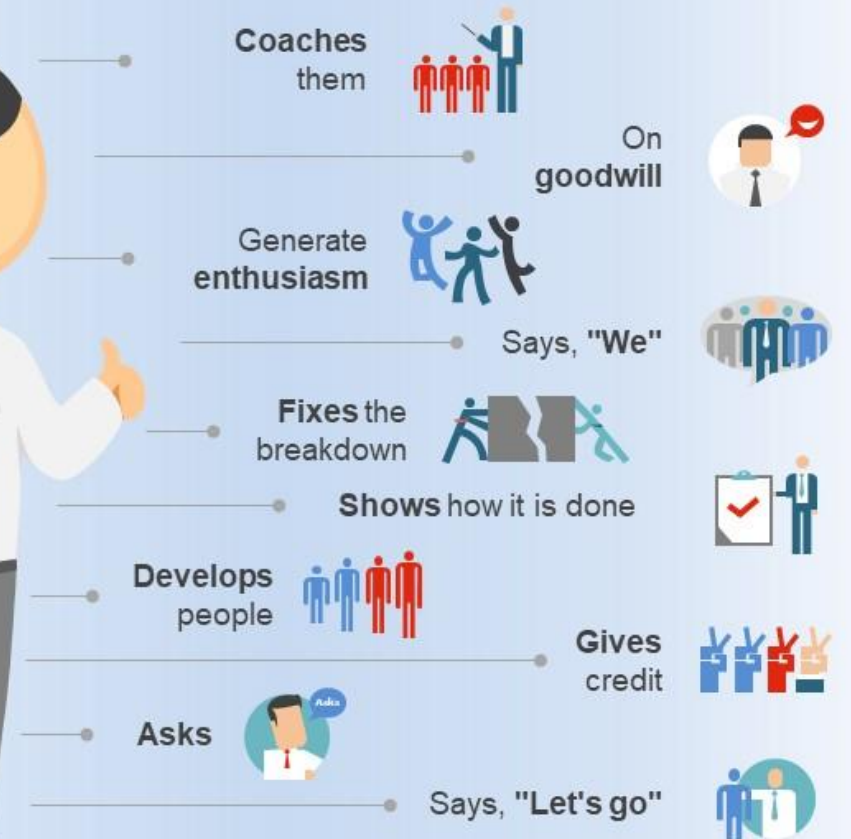 Coaches
them
On
goodwill
Generate
enthusiasm
Says, "We"
Fixes the
breakdown
Shows how it is done
Develops
people
Gives
credit
Asks
Asks
Says, "Let's go"